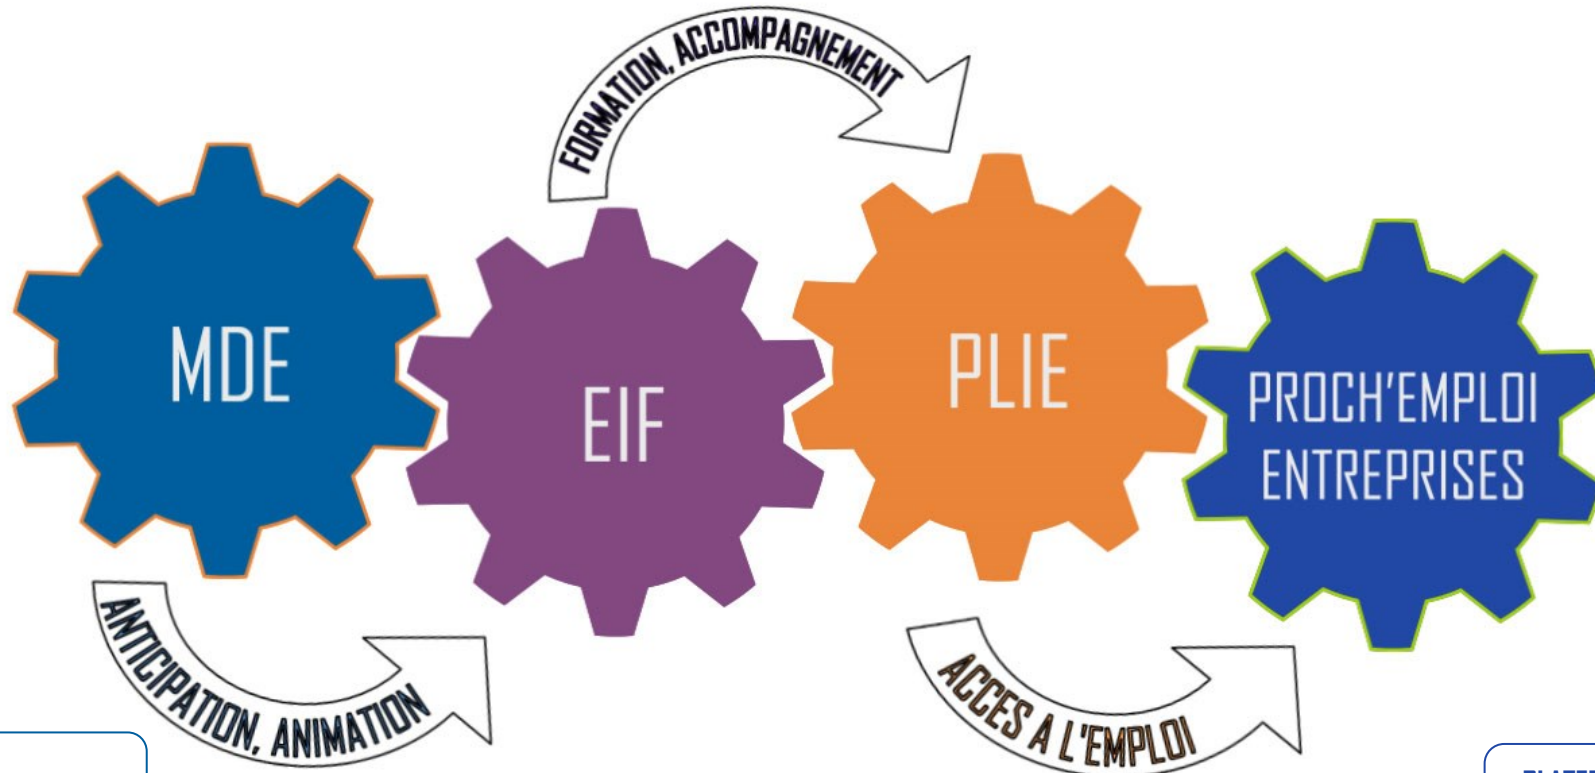 FORMATION, ACCOMPAGNEMENT
MDE
EIF
PLIE
PROCH'EMPLOI
ENTREPRISES
ANTICIPATION, ANIMATION
ACCES A L'EMPLOI